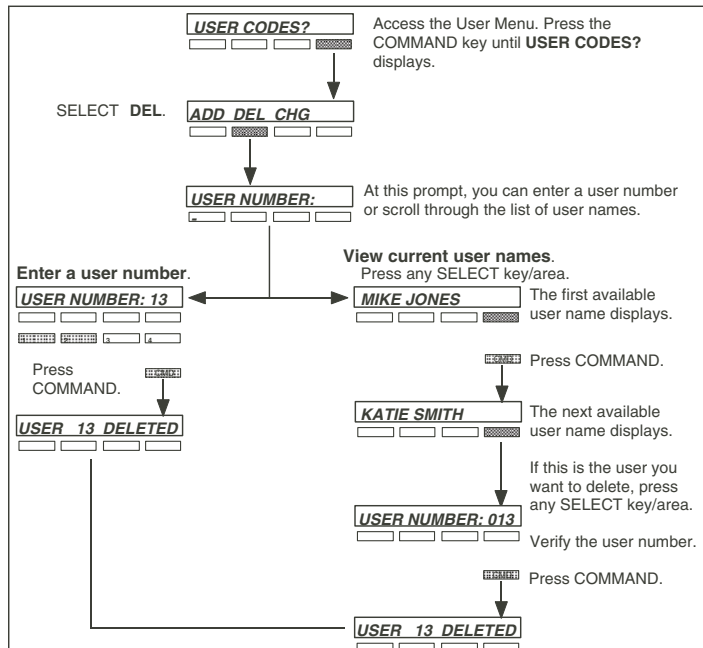 USER CODES?
Access the User Menu. Press the
COMMAND key until USER CODES?
displays.
SELECT DEL.
ADD DEL CHG
USER NUMBER:
At this prompt, you can enter a user number
or scroll through the list of user names.
Enter a user number.
USER NUMBER: 13
3 4
Press
COMMAND.
CMD
USER 13 DELETED
View current user names.
Press any SELECT key/area.
MIKE JONES
The first available
user name displays.
CMD
Press COMMAND.
KATIE SMITH
The next available
user name displays.
If this is the user you
want to delete, press
any SELECT key/area.
USER NUMBER: 013
Verify the user number.
CMD
Press COMMAND.
USER 13 DELETED